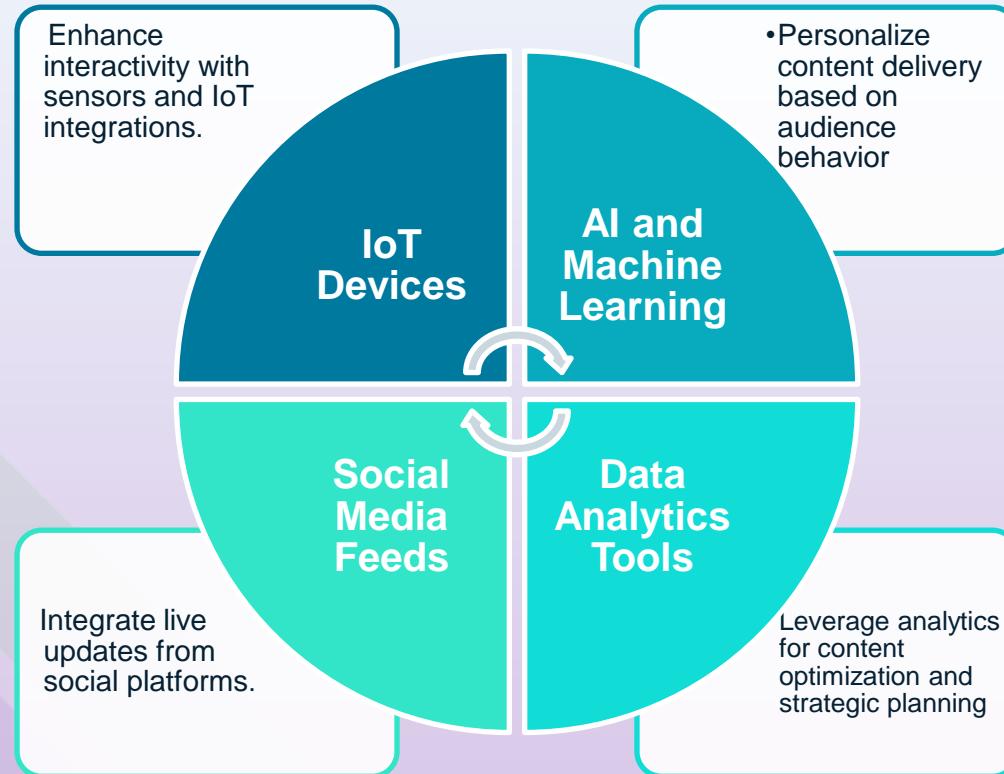 Enhance
interactivity with
sensors and IoT
integrations.
•Personalize
content delivery
based on
audience
behavior
IoT
Devices
AI and
Machine
Learning
Social
Media
Feeds
Data
Analytics
Tools
Integrate live
updates from
social platforms.
Leverage analytics
for content
optimization and
strategic planning